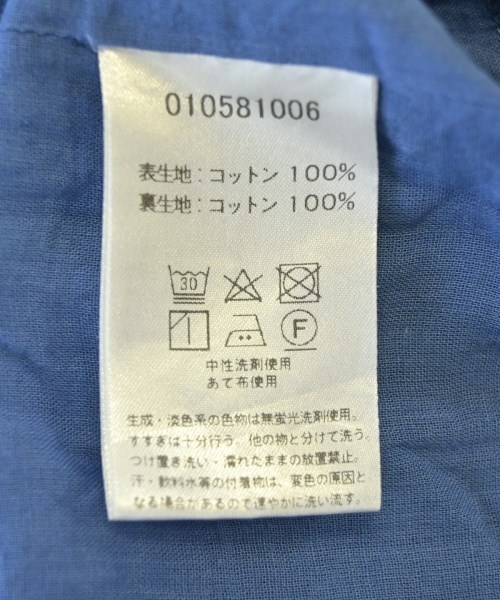 010581006
表生地：コットン 100%
裏生地：コットン 100%
30
F
中性洗剤使用
あて布使用
生成・淡色系の色物は無蛍光洗剤使用。
すすぎは十分行う。他の物と分けて洗う。
つけ置き洗い・濡れたままの放置禁止。
汗・飲料水等の付着物は、変色の原因と
なる場合があるので速やかに洗い流す。